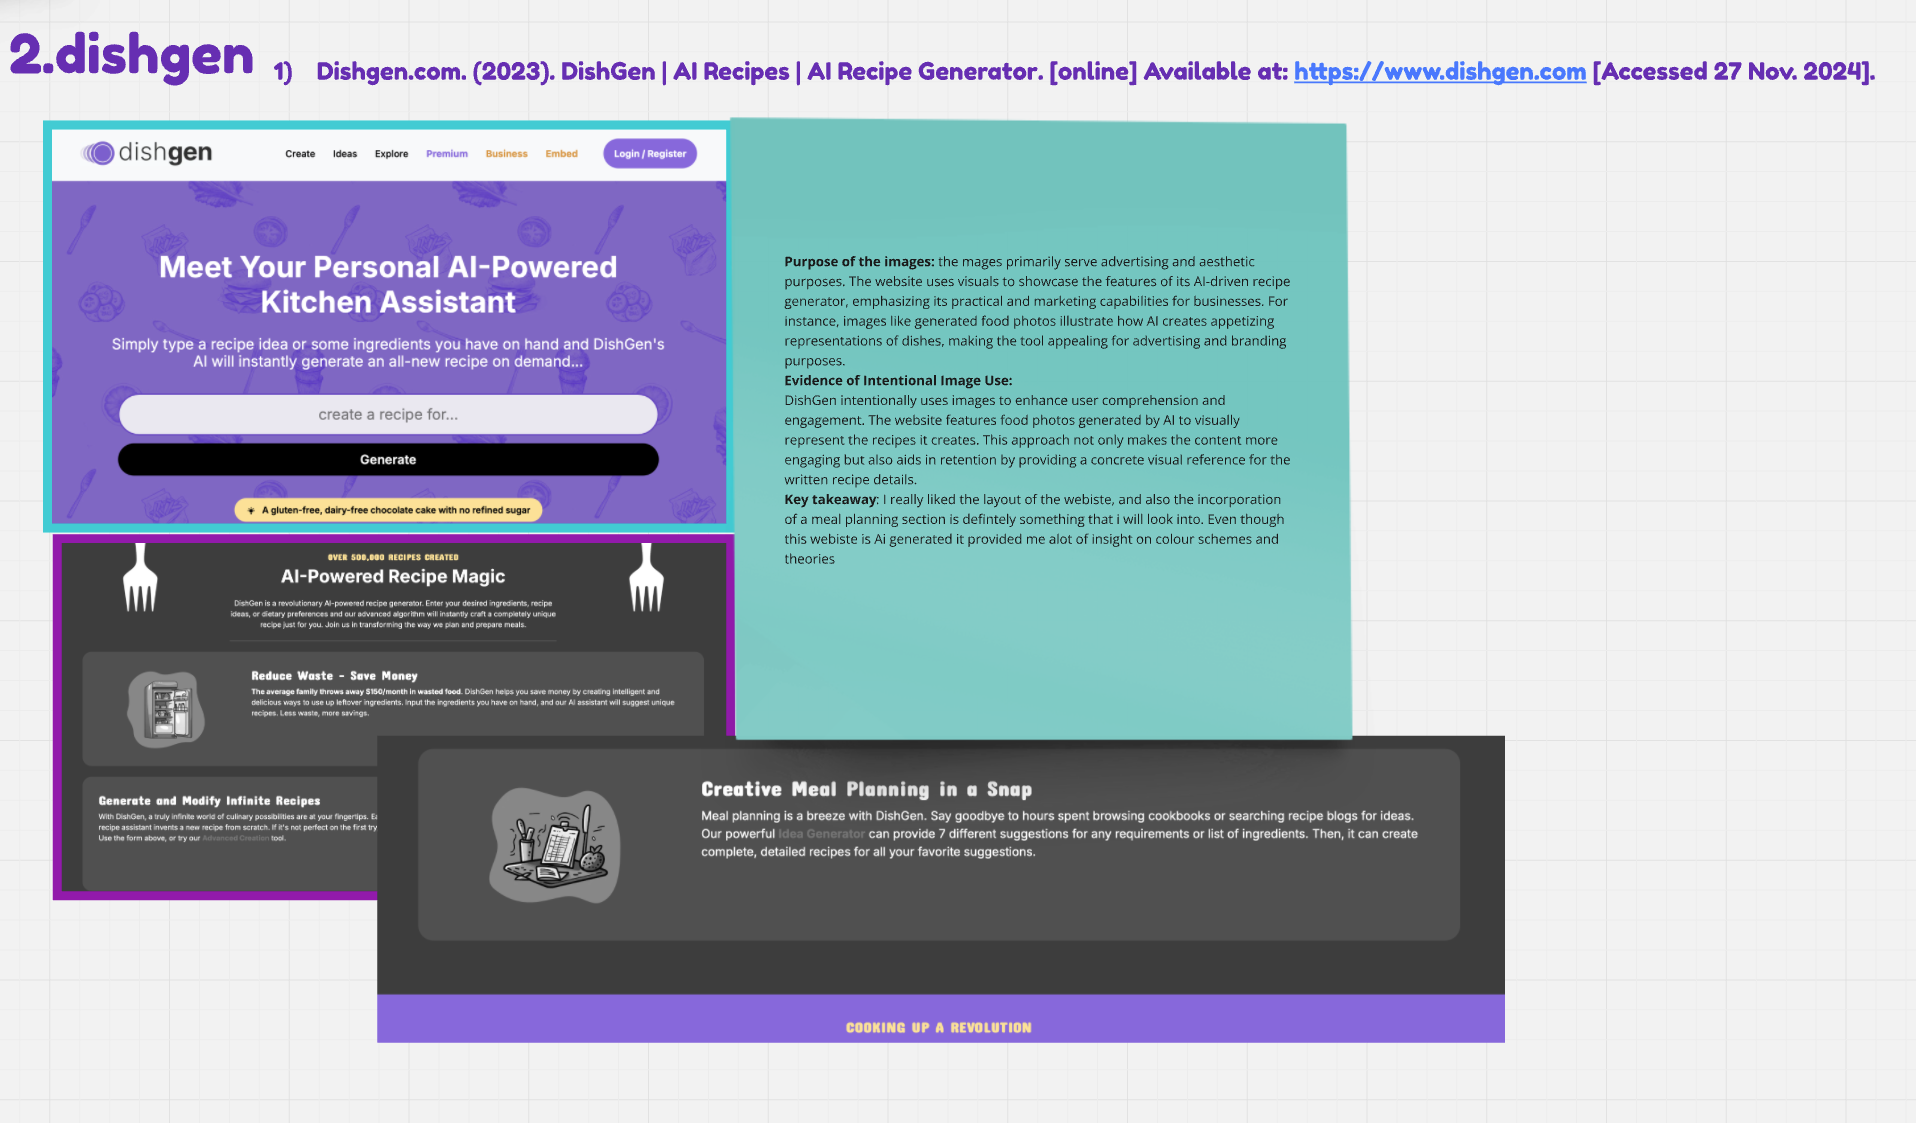 2.dishgen
1) Dishgen.com. (2023). DishGen | AI Recipes | AI Recipe Generator. [online] Available at: https://www.dishgen.com [Accessed 27 Nov. 2024].
dishgen
Create Ideas Explore Premium Business Embed Login / Register
Meet Your Personal AI-Powered
Kitchen Assistant
Simply type a recipe idea or some ingredients you have on hand and DishGen's
AI will instantly generate an all-new recipe on demand...
create a recipe for...
Generate
A gluten-free, dairy-free chocolate cake with no refined sugar
Purpose of the images: the mages primarily serve advertising and aesthetic
purposes. The website uses visuals to showcase the features of its AI-driven recipe
generator, emphasizing its practical and marketing capabilities for businesses. For
instance, images like generated food photos illustrate how AI creates appetizing
representations of dishes, making the tool appealing for advertising and branding
purposes.
Evidence of Intentional Image Use:
DishGen intentionally uses images to enhance user comprehension and
engagement. The website features food photos generated by AI to visually
represent the recipes it creates. This approach not only makes the content more
engaging but also aids in retention by providing a concrete visual reference for the
written recipe details.
Key takeaway: I really liked the layout of the webiste, and also the incorporation
of a meal planning section is defintely something that i will look into. Even though
this webiste is Ai generated it provided me alot of insight on colour schemes and
theories
OVER 500,000 RECIPES CREATED
AI-Powered Recipe Magic
DishGen is a revolutionary AI-powered recipe generator. Enter your desired ingredients, recipe
ideas, or dietary preferences and our advanced algorithm will instantly craft a completely unique
recipe just for you. Join us in transforming the way we plan and prepare meals.
Reduce Waste - Save Money
The average family throws away $150/month in wasted food. DishGen helps you save money by creating intelligent and
delicious ways to use up leftover ingredients. Input the ingredients you have on hand, and our AI assistant will suggest unique
recipes. Less waste, more savings.
Generate and Modify Infinite Recipes
With DishGen, a truly infinite world of culinary possibilities are at your fingertips. Ea
recipe assistant invents a new recipe from scratch. If it's not perfect on the first try
Use the form above, or try our Advanced Creation tool.
Creative Meal Planning in a Snap
Meal planning is a breeze with DishGen. Say goodbye to hours spent browsing cookbooks or searching recipe blogs for ideas.
Our powerful Idea Generator can provide 7 different suggestions for any requirements or list of ingredients. Then, it can create
complete, detailed recipes for all your favorite suggestions.
COOKING UP A REVOLUTION